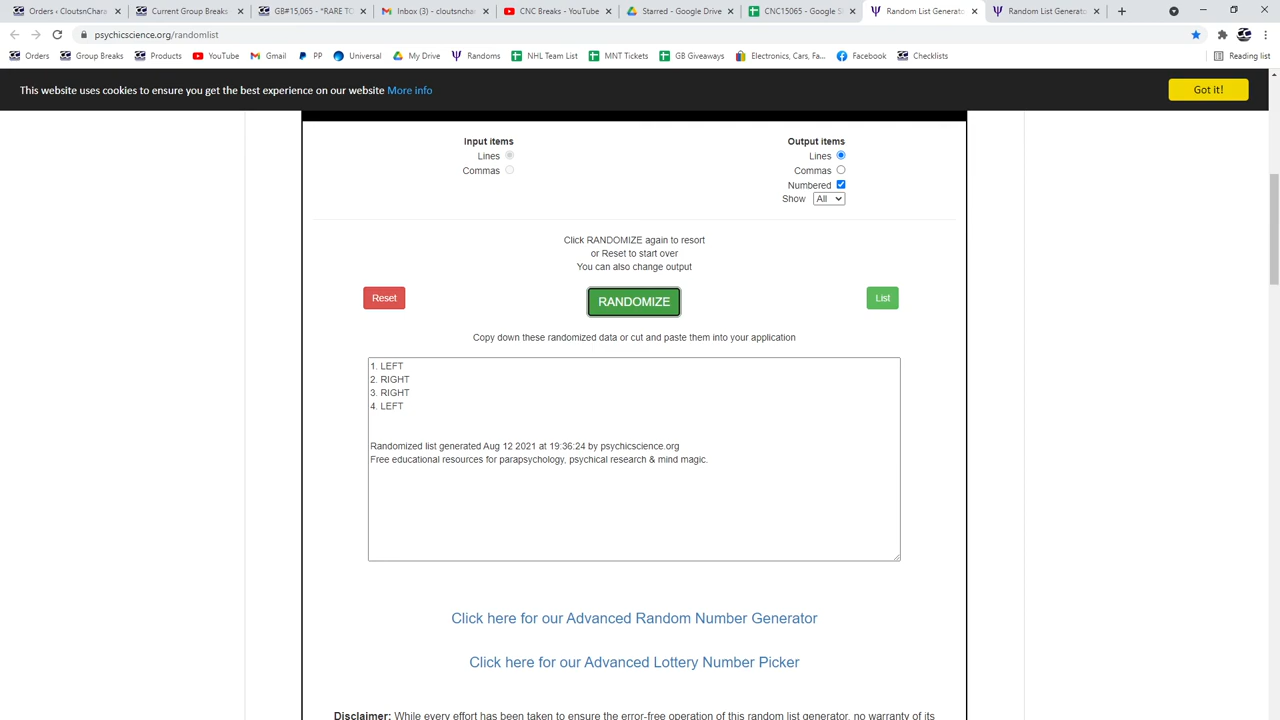 Orders < CloutsnChara
Current Group Breaks
GB#15,065 - *RARE TO
Inbox (3) - cloutsnchar
CNC Breaks - YouTube
Starred - Google Drive
CNC15065 - Google S
Random List Generator
Random List Generator
psychicscience.org/randomlist
Orders
Group Breaks
Products
YouTube
Gmail
PP
Universal
My Drive
Randoms
NHL Team List
MNT Tickets
GB Giveaways
Electronics, Cars, Fa...
Facebook
Checklists
Reading list
This website uses cookies to ensure you get the best experience on our website More info
Got it!
Input items
Lines
Commas
Output items
Lines
Commas
Numbered
Show All
Click RANDOMIZE again to resort
or Reset to start over
You can also change output
Reset
RANDOMIZE
List
Copy down these randomized data or cut and paste them into your application
1. LEFT
2. RIGHT
3. RIGHT
4. LEFT
Randomized list generated Aug 12 2021 at 19:36:24 by psychicscience.org
Free educational resources for parapsychology, psychical research & mind magic.
Click here for our Advanced Random Number Generator
Click here for our Advanced Lottery Number Picker
Disclaimer: While every effort has been taken to ensure the error-free operation of this random list generator, no warranty of its